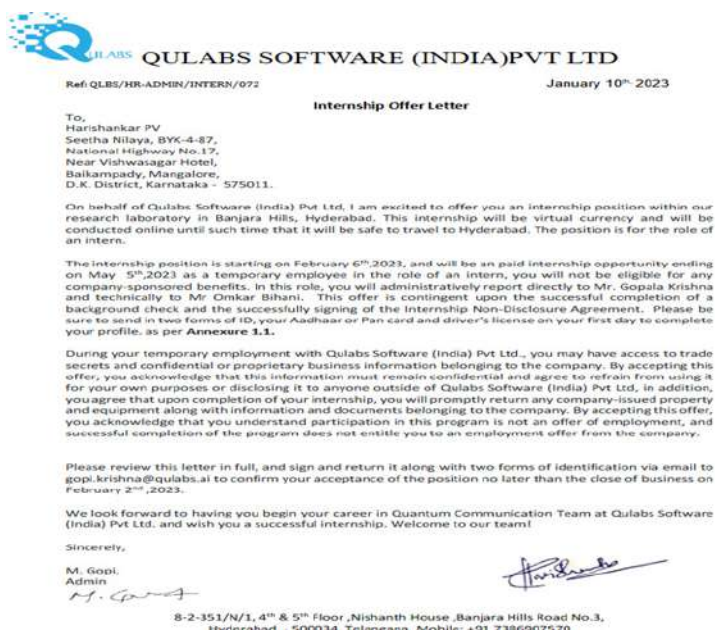 QULABS
QULABS SOFTWARE (INDIA)PVT LTD
Ref: QLBS/HR-ADMIN/INTERN/072
January 10th 2023
Internship Offer Letter
To,
Harishankar PV
Seetha Nilaya, BYK-4-87,
National Highway No.17,
Near Vishwasagar Hotel,
Baikampady, Mangalore,
D.K. District, Karnataka - 575011.
On behalf of Qulabs Software (India) Pvt Ltd, I am excited to offer you an internship position within our
research laboratory in Banjara Hills, Hyderabad. This internship will be virtual currency and will be
conducted online until such time that it will be safe to travel to Hyderabad. The position is for the role of
an intern.
The internship position is starting on February 6th,2023, and will be an paid internship opportunity ending
on May 5th,2023 as a temporary employee in the role of an intern, you will not be eligible for any
company-sponsored benefits. In this role, you will administratively report directly to Mr. Gopala Krishna
and technically to Mr Omkar Bihani. This offer is contingent upon the successful completion of a
background check and the successfully signing of the Internship Non-Disclosure Agreement. Please be
sure to send in two forms of ID, your Aadhaar or Pan card and driver's license on your first day to complete
your profile. as per Annexure 1.1.
During your temporary employment with Qulabs Software (India) Pvt Ltd., you may have access to trade
secrets and confidential or proprietary business information belonging to the company. By accepting this
offer, you acknowledge that this information must remain confidential and agree to refrain from using it
for your own purposes or disclosing it to anyone outside of Qulabs Software (India) Pvt Ltd, in addition,
you agree that upon completion of your internship, you will promptly return any company-issued property
and equipment along with information and documents belonging to the company. By accepting this offer,
you acknowledge that you understand participation in this program is not an offer of employment, and
successful completion of the program does not entitle you to an employment offer from the company.
Please review this letter in full, and sign and return it along with two forms of identification via email to
gopi.krishna@qulabs.ai to confirm your acceptance of the position no later than the close of business on
February 2nd ,2023.
We look forward to having you begin your career in Quantum Communication Team at Qulabs Software
(India) Pvt Ltd. and wish you a successful internship. Welcome to our team!
Sincerely,
M. Gopi.
Admin
8-2-351/N/1, 4th & 5th Floor ,Nishanth House ,Banjara Hills Road No.3,
Hyderabad - 500034, Telangana, Mobile: +91 7386907570